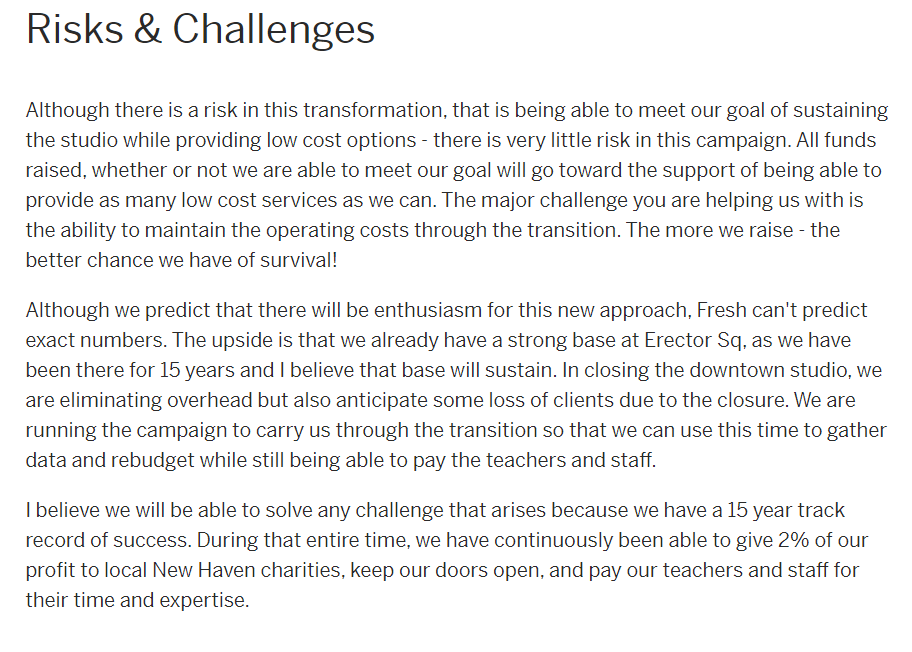 Risks & Challenges
Although there is a risk in this transformation, that is being able to meet our goal of sustaining
the studio while providing low cost options - there is very little risk in this campaign. All funds
raised, whether or not we are able to meet our goal will go toward the support of being able to
provide as many low cost services as we can. The major challenge you are helping us with is
the ability to maintain the operating costs through the transition. The more we raise - the
better chance we have of survival!
Although we predict that there will be enthusiasm for this new approach, Fresh can't predict
exact numbers. The upside is that we already have a strong base at Erector Sq, as we have
been there for 15 years and I believe that base will sustain. In closing the downtown studio, we
are eliminating overhead but also anticipate some loss of clients due to the closure. We are
running the campaign to carry us through the transition so that we can use this time to gather
data and rebudget while still being able to pay the teachers and staff.
I believe we will be able to solve any challenge that arises because we have a 15 year track
record of success. During that entire time, we have continuously been able to give 2% of our
profit to local New Haven charities, keep our doors open, and pay our teachers and staff for
their time and expertise.